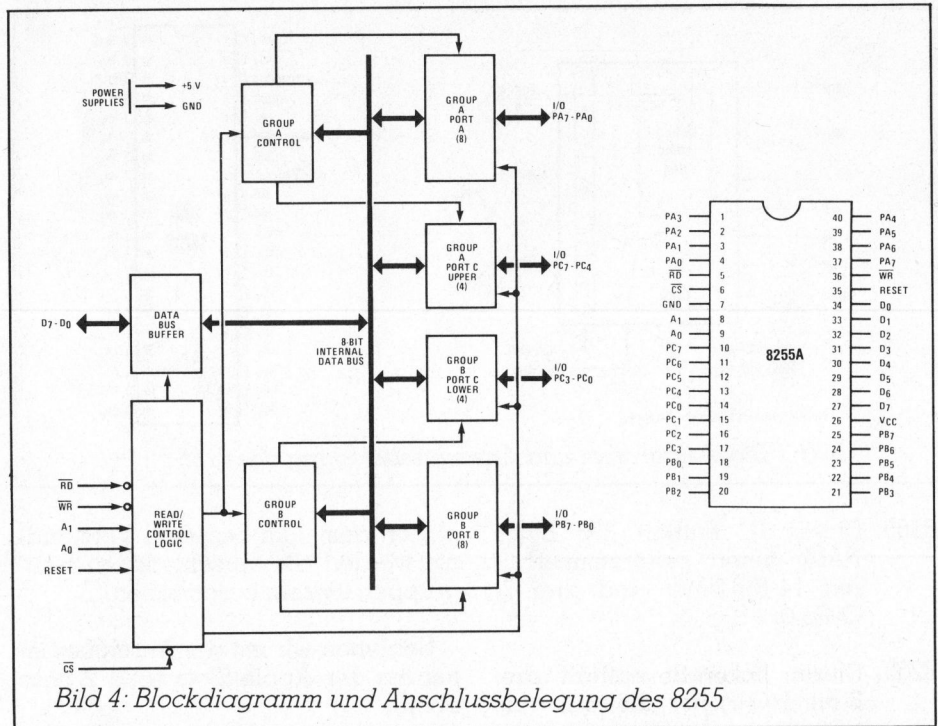 POWER
SUPPLIES
+5 V
GND
GROUP
A
CONTROL
GROUP
A
PORT
A
(8)
I/O
PA7-PA0
GROUP
A
PORT C
UPPER
(4)
I/O
PC7-PC4
D7-D0
DATA
BUS
BUFFER
8-BIT
INTERNAL
DATA BUS
GROUP
B
PORT C
LOWER
(4)
I/O
PC3-PC0
RD
WR
A1
A0
RESET
CS
READ/
WRITE
CONTROL
LOGIC
GROUP
B
CONTROL
GROUP
B
PORT B
(8)
I/O
PB7-PB0
8255A
PA3 1 40 PA4
PA2 2 39 PA5
PA1 3 38 PA6
PA0 4 37 PA7
RD 5 36 WR
CS 6 35 RESET
GND 7 34 D0
A1 8 33 D1
A0 9 32 D2
PC7 10 31 D3
PC6 11 30 D4
PC5 12 29 D5
PC4 13 28 D6
PC0 14 27 D7
PC1 15 26 VCC
PC2 16 25 PB7
PC3 17 24 PB6
PB0 18 23 PB5
PB1 19 22 PB4
PB2 20 21 PB3
Bild 4: Blockdiagramm und Anschlussbelegung des 8255